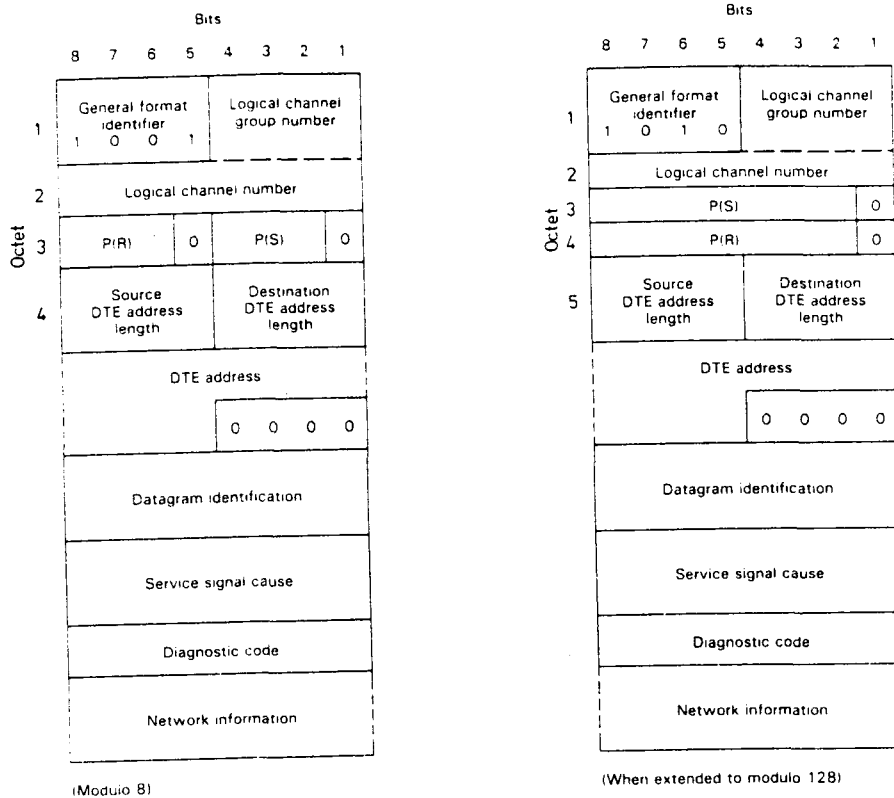 Bits
8 7 6 5 4 3 2 1
Octet
1
General format
identifier
1 0 0 1
Logical channel
group number
2
Logical channel number
3
P(R) 0 P(S) 0
4
Source
DTE address
length
Destination
DTE address
length
DTE address
0 0 0 0
Datagram identification
Service signal cause
Diagnostic code
Network information
(Modulo 8)
Bits
8 7 6 5 4 3 2 1
Octet
1
General format
identifier
1 0 1 0
Logical channel
group number
2
Logical channel number
3
P(S) 0
4
P(R) 0
5
Source
DTE address
length
Destination
DTE address
length
DTE address
0 0 0 0
Datagram identification
Service signal cause
Diagnostic code
Network information
(When extended to modulo 128)